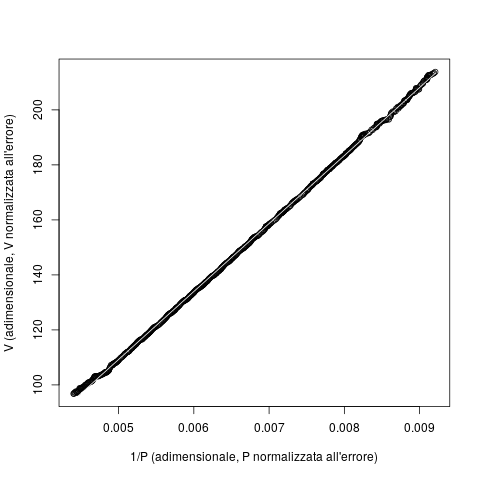 V (adimensionale, V normalizzata all'errore)
200
180
160
140
120
100
0.005 0.006 0.007 0.008 0.009
1/P (adimensionale, P normalizzata all'errore)